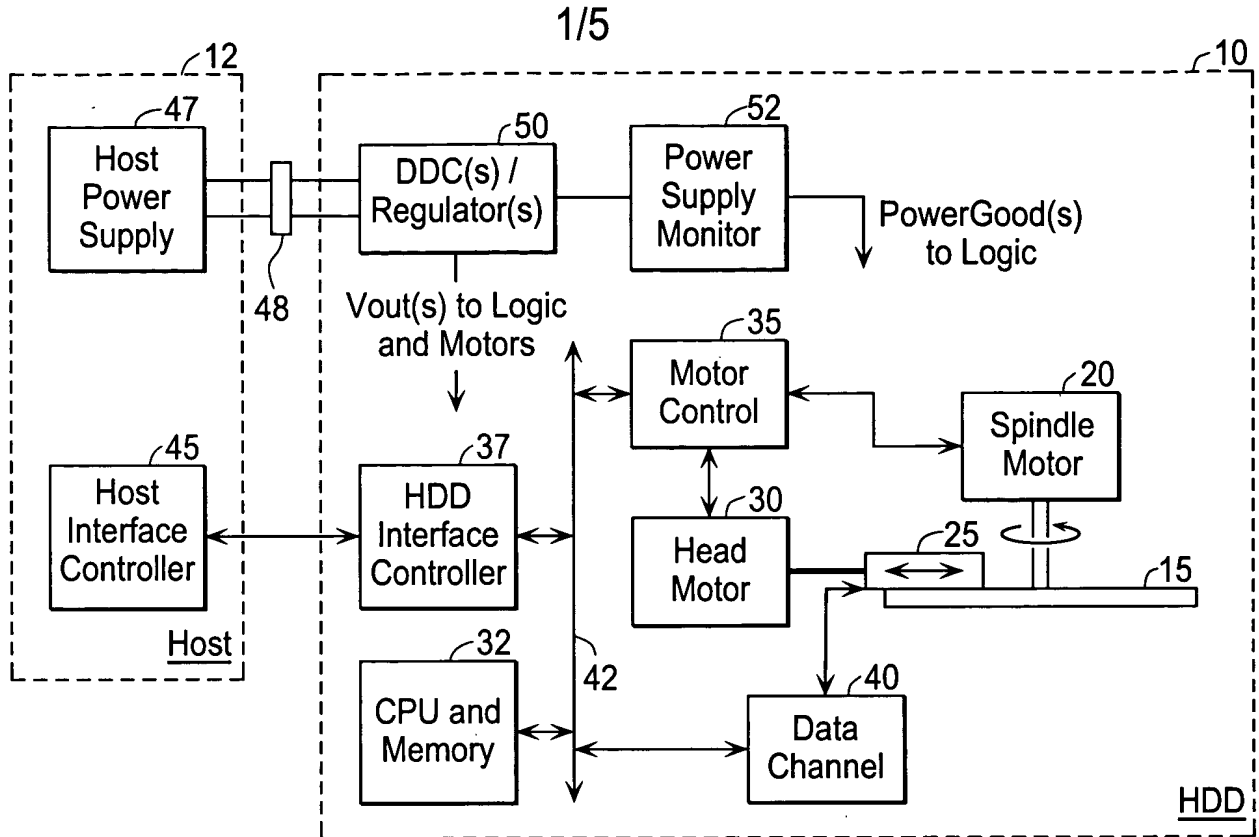 1/5
12
10
47
Host
Power
Supply
48
50
DDC(s) /
Regulator(s)
52
Power
Supply
Monitor
PowerGood(s)
to Logic
Vout(s) to Logic
and Motors
35
Motor
Control
20
Spindle
Motor
45
Host
Interface
Controller
37
HDD
Interface
Controller
30
Head
Motor
25
15
Host
32
CPU and
Memory
42
40
Data
Channel
HDD